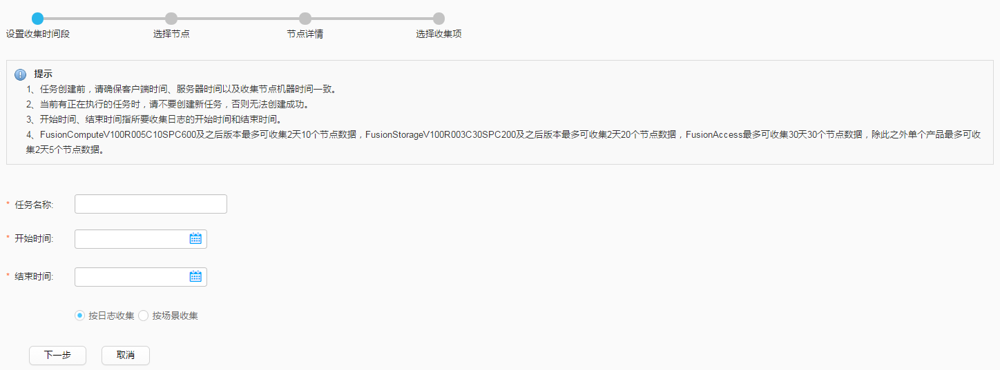 设置收集时间段 选择节点 节点详情 选择收集项
提示
1、任务创建前，请确保客户端时间、服务器时间以及收集节点机器时间一致。
2、当前有正在执行的任务时，请不要创建新任务，否则无法创建成功。
3、开始时间、结束时间指所要收集日志的开始时间和结束时间。
4、FusionComputeV100R005C10SPC600及之后版本最多可收集2天10个节点数据，FusionStorageV100R003C30SPC200及之后版本最多可收集2天20个节点数据，FusionAccess最多可收集30天30个节点数据，除此之外单个产品最多可收
集2天5个节点数据。
* 任务名称:
* 开始时间:
* 结束时间:
按日志收集 按场景收集
下一步 取消